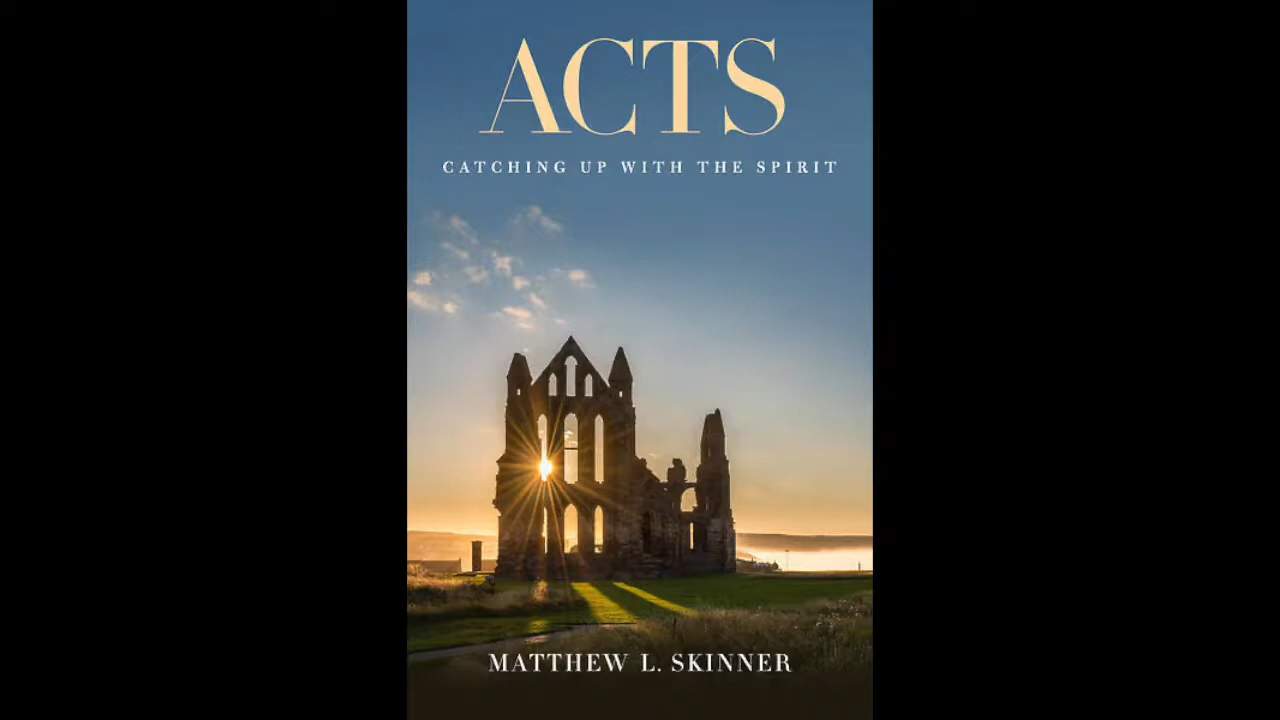 ACTS
CATCHING UP WITH THE SPIRIT
MATTHEW L. SKINNER